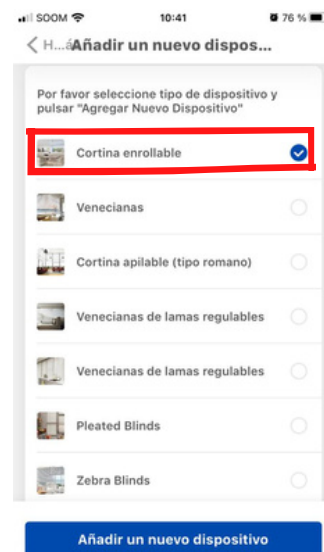 SOOM 10:41 76 %
H...á Añadir un nuevo dispos...
Por favor seleccione tipo de dispositivo y
pulsar "Agregar Nuevo Dispositivo"
Cortina enrollable
Venecianas
Cortina apilable (tipo romano)
Venecianas de lamas regulables
Venecianas de lamas regulables
Pleated Blinds
Zebra Blinds
Añadir un nuevo dispositivo